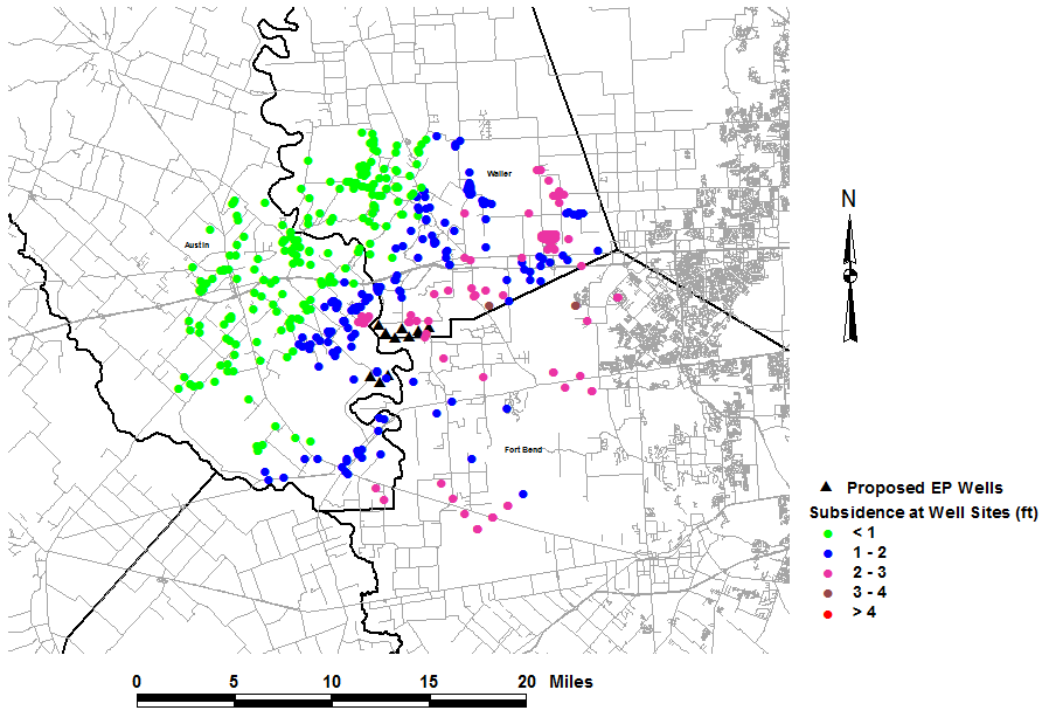 Waller
Austin
Fort Bend
N
Proposed EP Wells
Subsidence at Well Sites (ft)
< 1
1 - 2
2 - 3
3 - 4
> 4
0 5 10 15 20 Miles